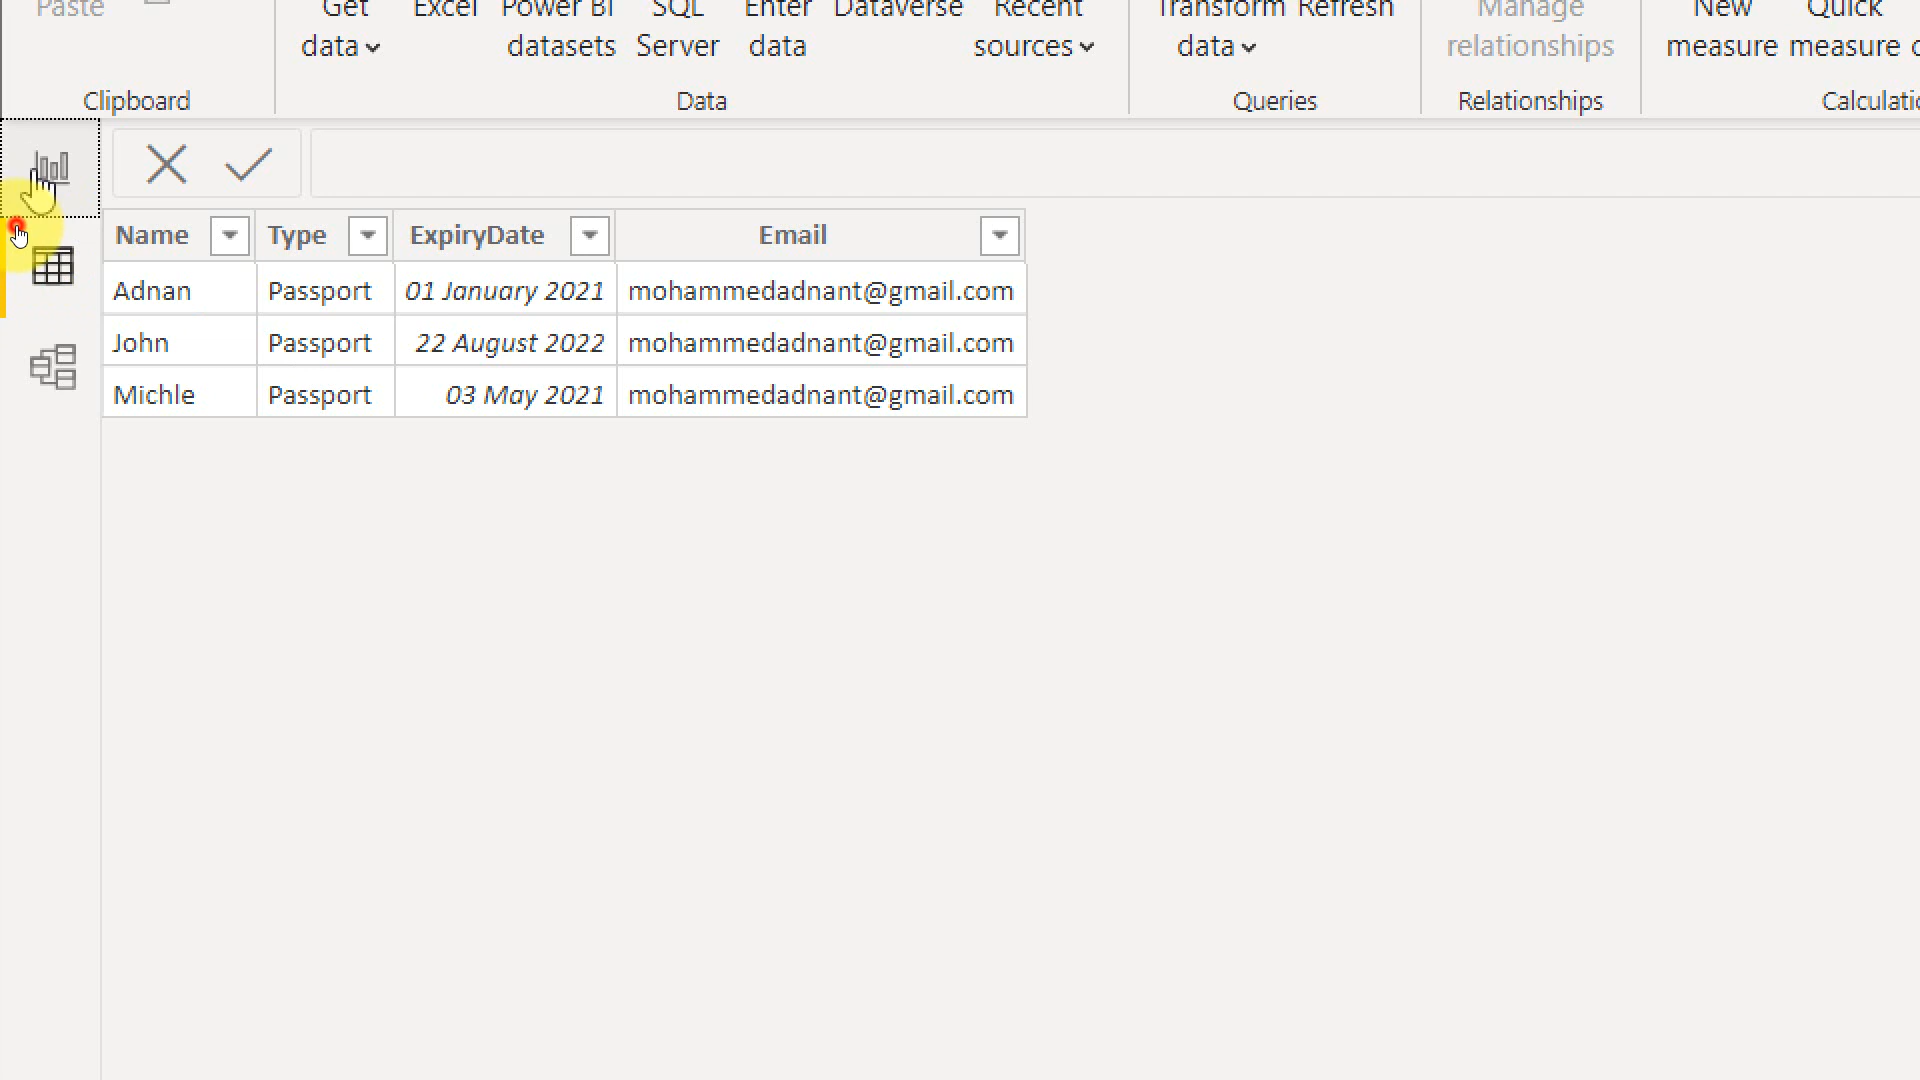 Paste Get Excel Power BI SQL Enter Dataverse Recent Transform Refresh Manage New Quick
data datasets Server data sources data relationships measure measure
Clipboard Data Queries Relationships
Name Type ExpiryDate Email
Adnan Passport 01 January 2021 mohammedadnant@gmail.com
John Passport 22 August 2022 mohammedadnant@gmail.com
Michle Passport 03 May 2021 mohammedadnant@gmail.com